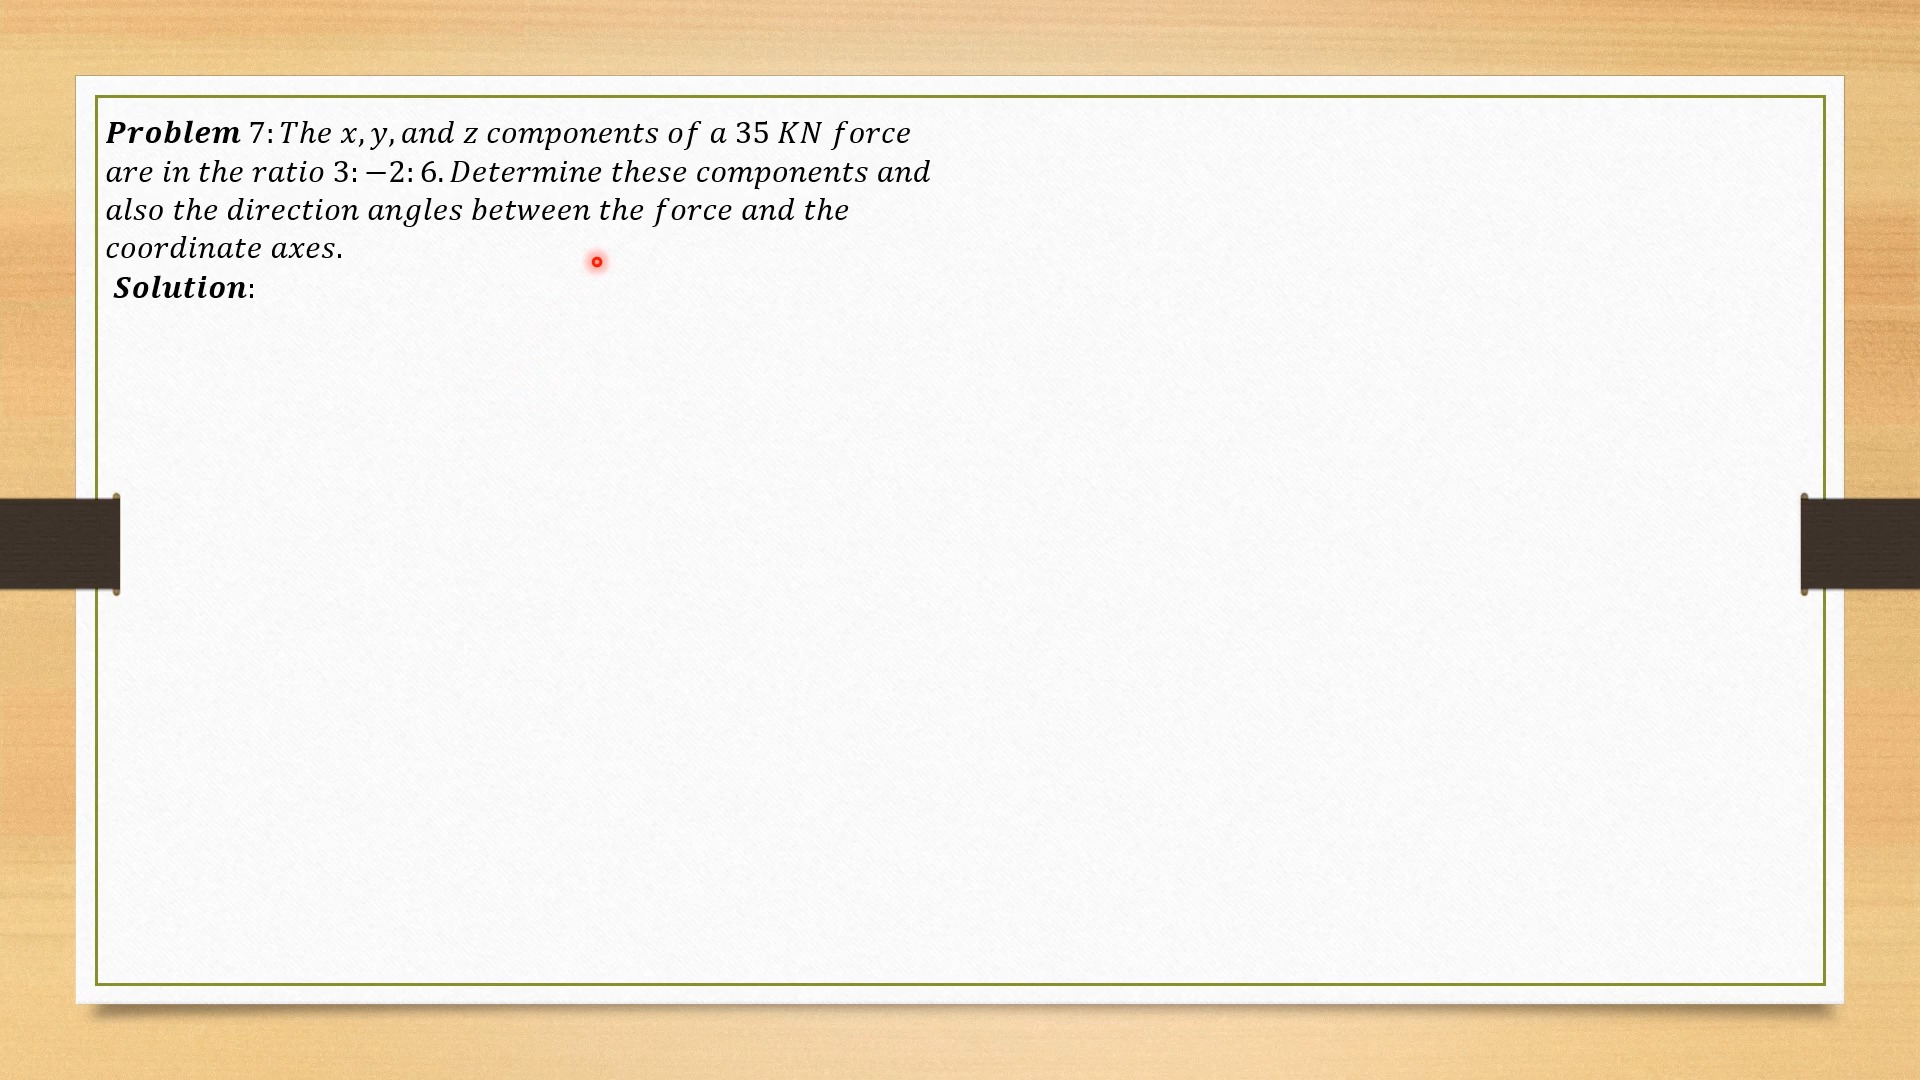 Problem 7: The x, y, and z components of a 35 KN force
are in the ratio 3: −2: 6. Determine these components and
also the direction angles between the force and the
coordinate axes.
Solution: